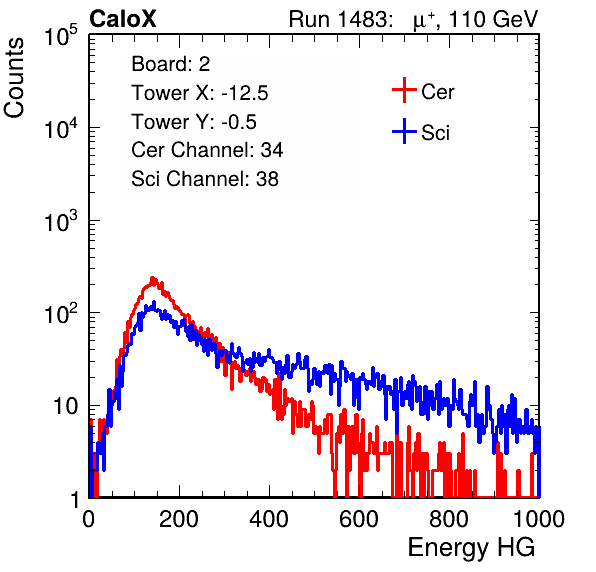 CaloX
Run 1483: μ⁺, 110 GeV
Counts
10⁵
10⁴
10³
10²
10
1
Board: 2
Tower X: -12.5
Tower Y: -0.5
Cer Channel: 34
Sci Channel: 38
Cer
Sci
0 200 400 600 800 1000
Energy HG